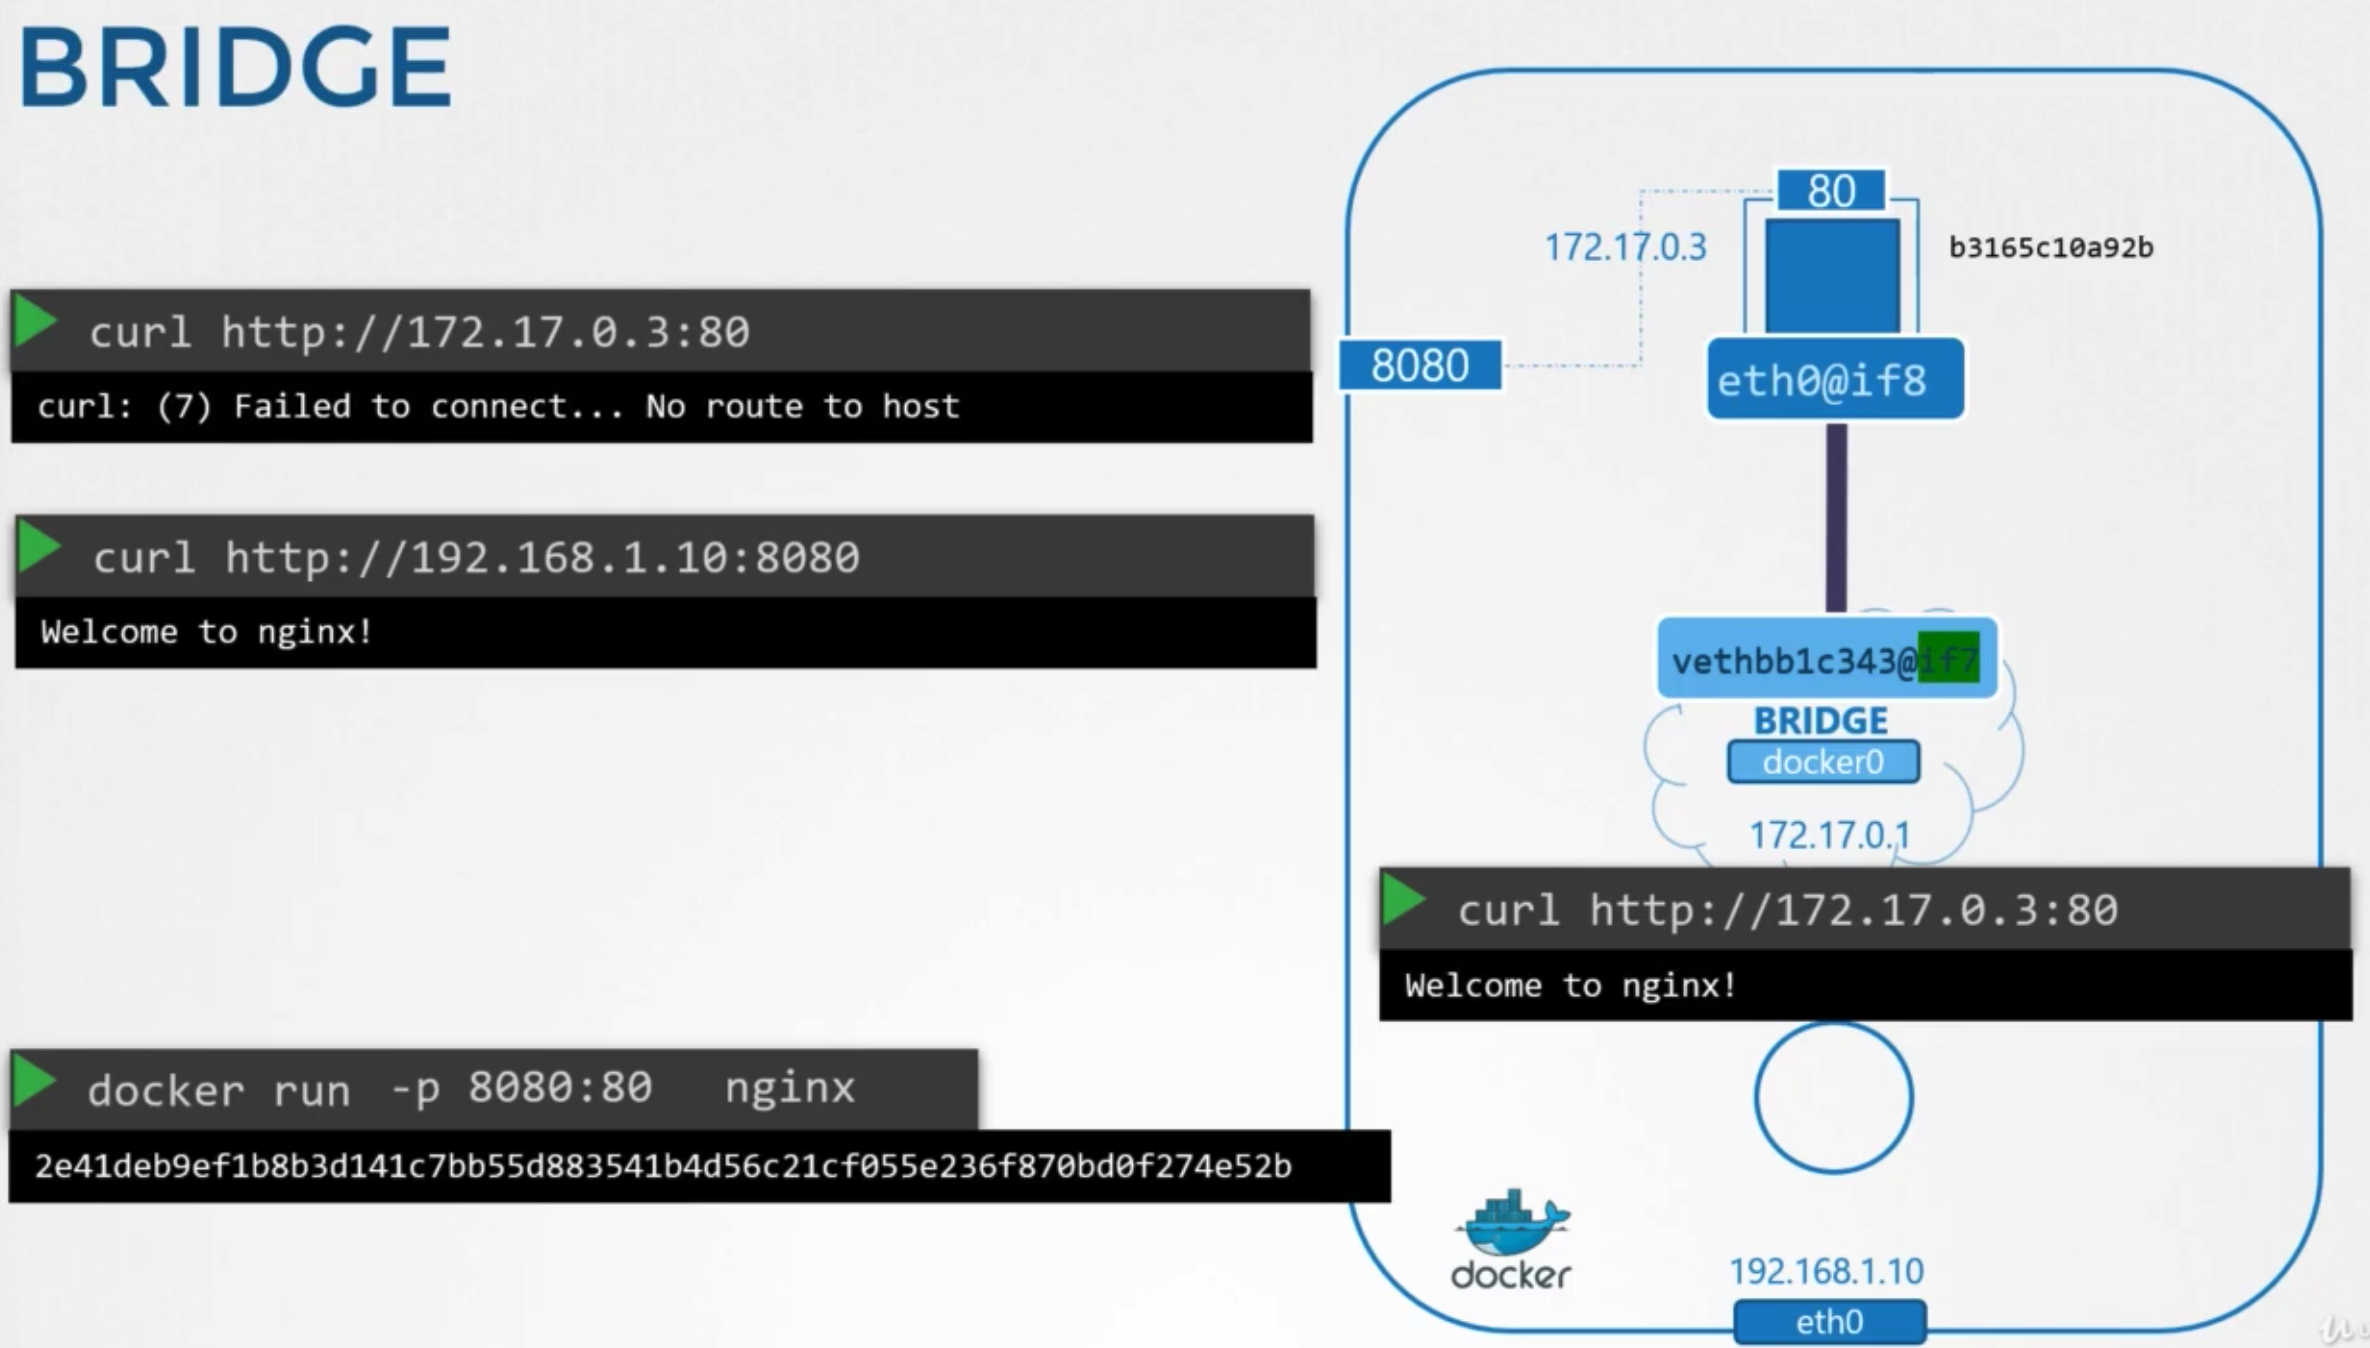 BRIDGE
80
172.17.0.3
b3165c10a92b
curl http://172.17.0.3:80
curl: (7) Failed to connect... No route to host
8080
eth0@if8
curl http://192.168.1.10:8080
Welcome to nginx!
vethbb1c343@if7
BRIDGE
docker0
172.17.0.1
curl http://172.17.0.3:80
Welcome to nginx!
docker run -p 8080:80 nginx
2e41deb9ef1b8b3d141c7bb55d883541b4d56c21cf055e236f870bd0f274e52b
docker
192.168.1.10
eth0